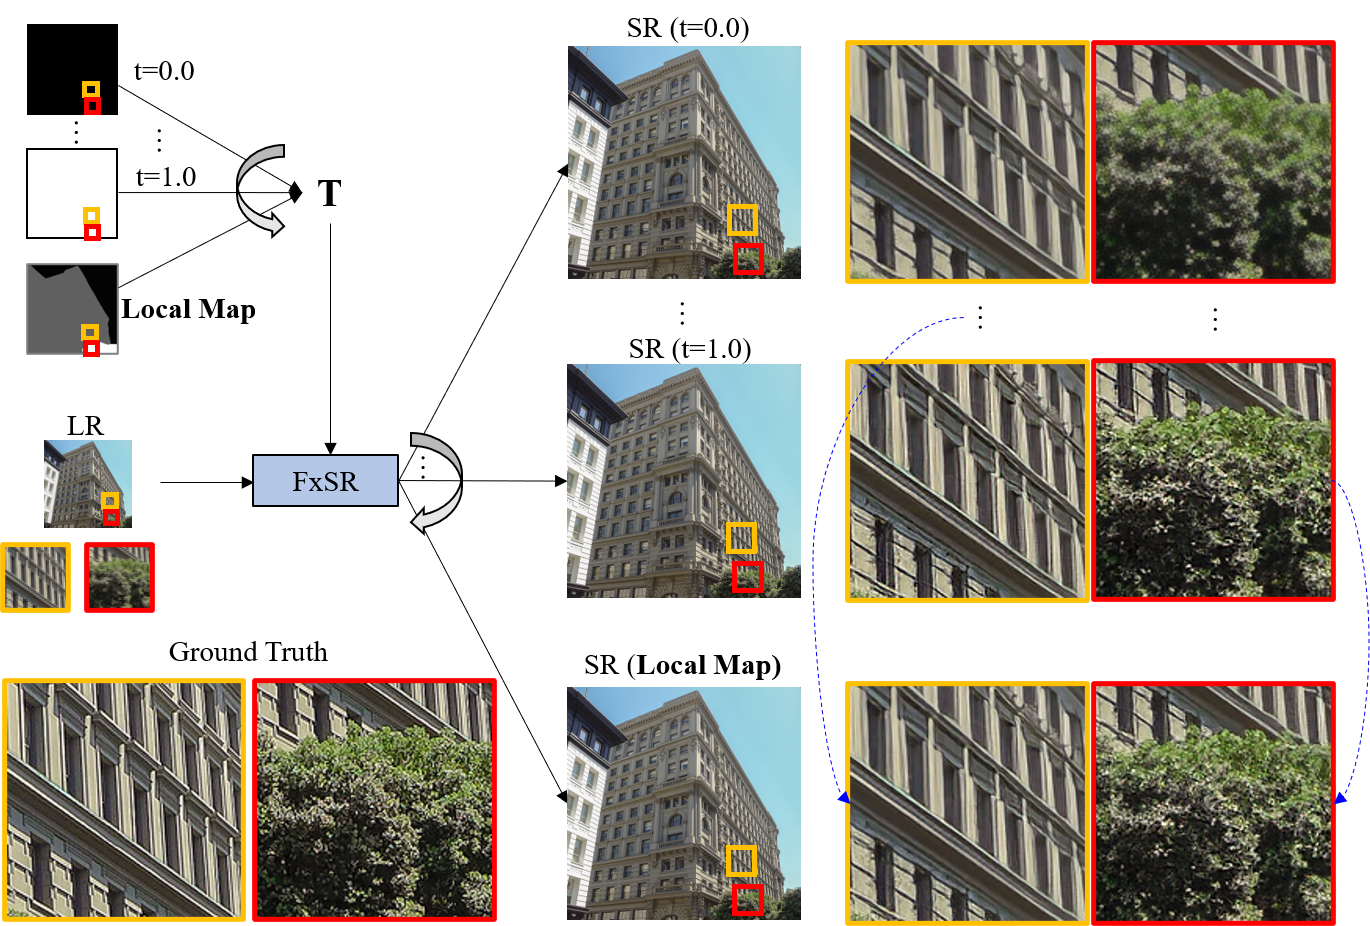 SR (t=0.0)
t=0.0
t=1.0
T
Local Map
SR (t=1.0)
LR
FxSR
Ground Truth
SR (Local Map)